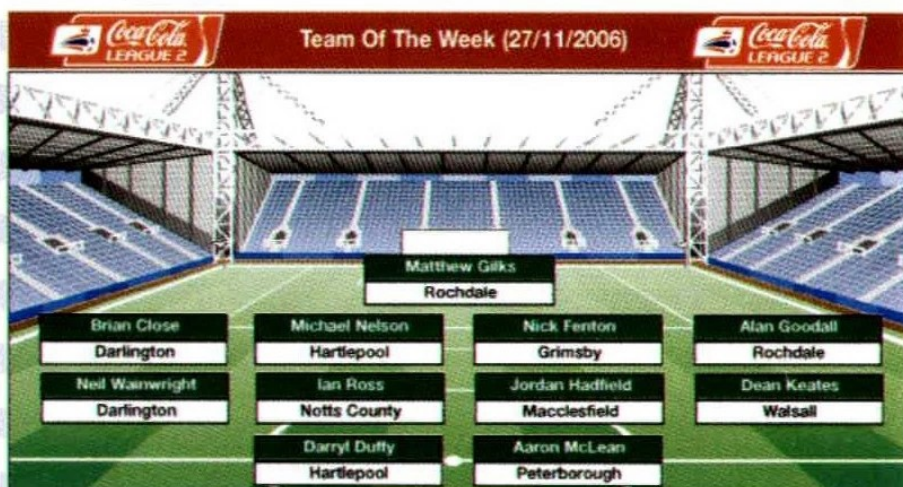 Coca-Cola
LEAGUE 2
Team Of The Week (27/11/2006)
Coca-Cola
LEAGUE 2
Matthew Gilks
Rochdale
Brian Close
Darlington
Michael Nelson
Hartlepool
Nick Fenton
Grimsby
Alan Goodall
Rochdale
Neil Wainwright
Darlington
Ian Ross
Notts County
Jordan Hadfield
Macclesfield
Dean Keates
Walsall
Darryl Duffy
Hartlepool
Aaron McLean
Peterborough